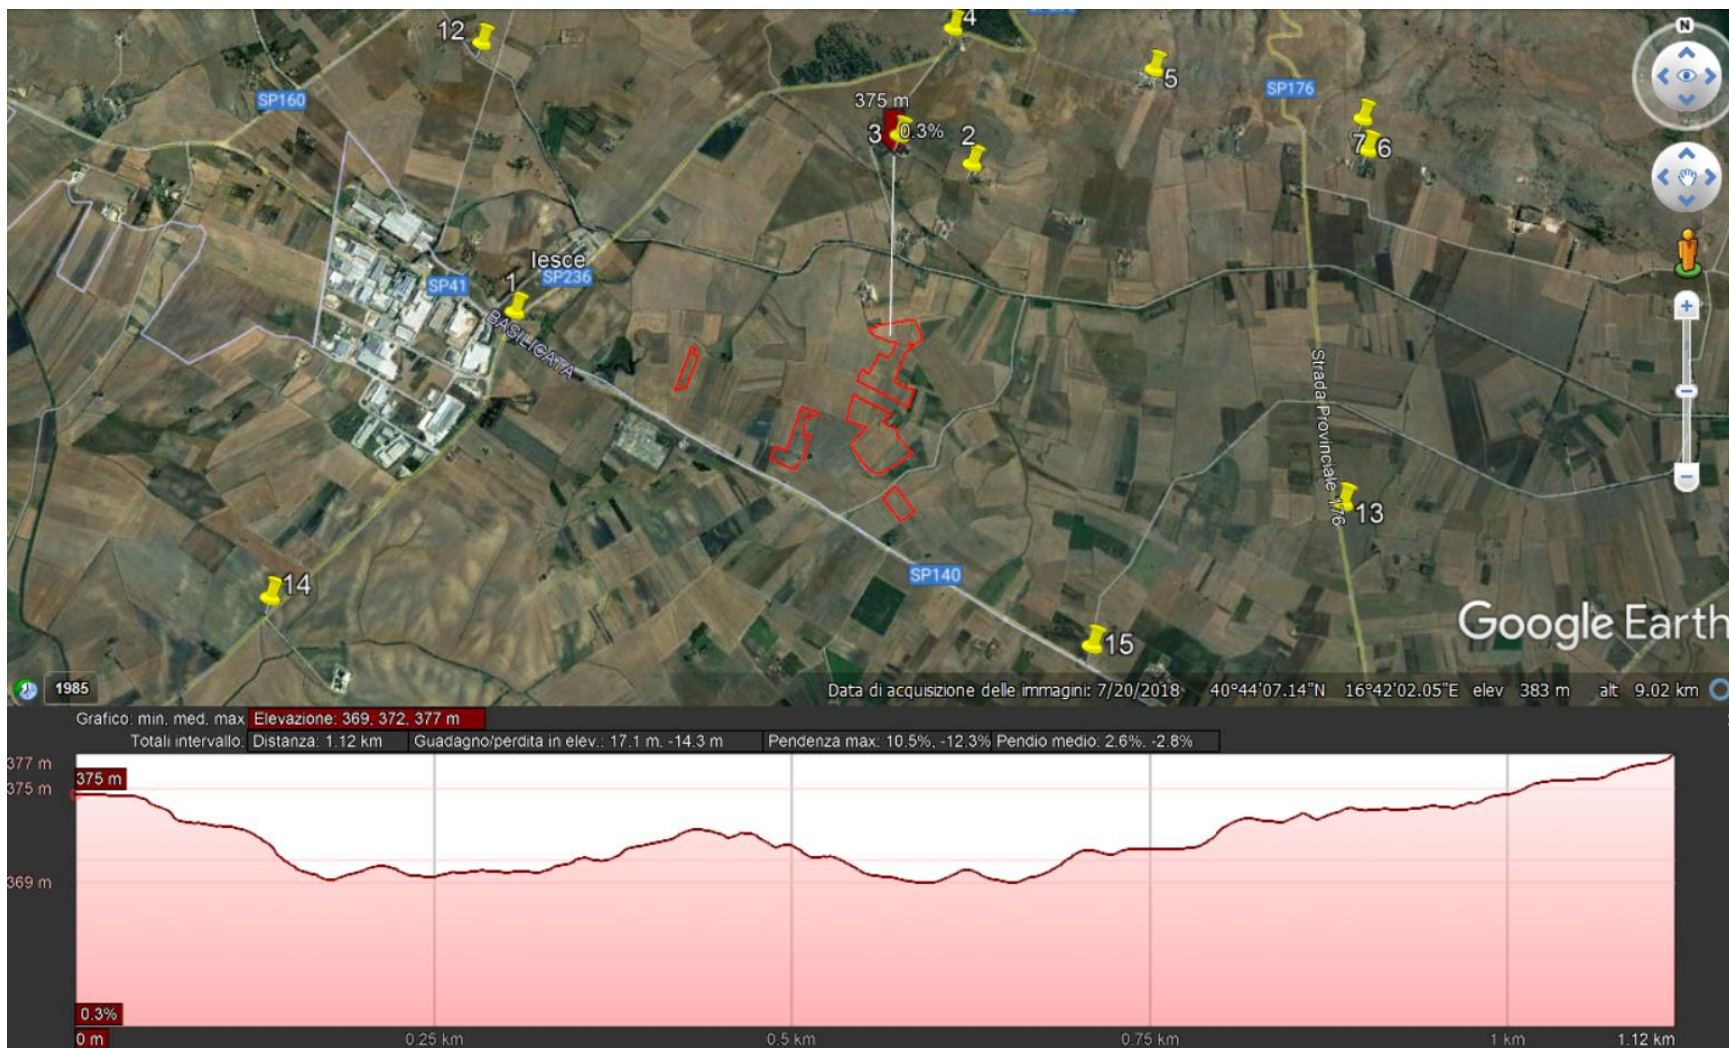 N
12
4
5
SP160
SP176
375 m
3
0.3%
2
7
6
Iesce
SP41
SP236
1
BASILICATA
Strada Provinciale 176
13
14
SP140
15
Google Earth
1985
Data di acquisizione delle immagini: 7/20/2018 40°44'07.14"N 16°42'02.05"E elev 383 m alt 9.02 km
Grafico: min, med, max Elevazione: 369, 372, 377 m
Totali intervallo: Distanza: 1.12 km Guadagno/perdita in elev.: 17.1 m, -14.3 m Pendenza max: 10.5%, -12.3% Pendio medio: 2.6%, -2.8%
377 m
375 m
375 m
369 m
0.3%
0 m 0.25 km 0.5 km 0.75 km 1 km 1.12 km